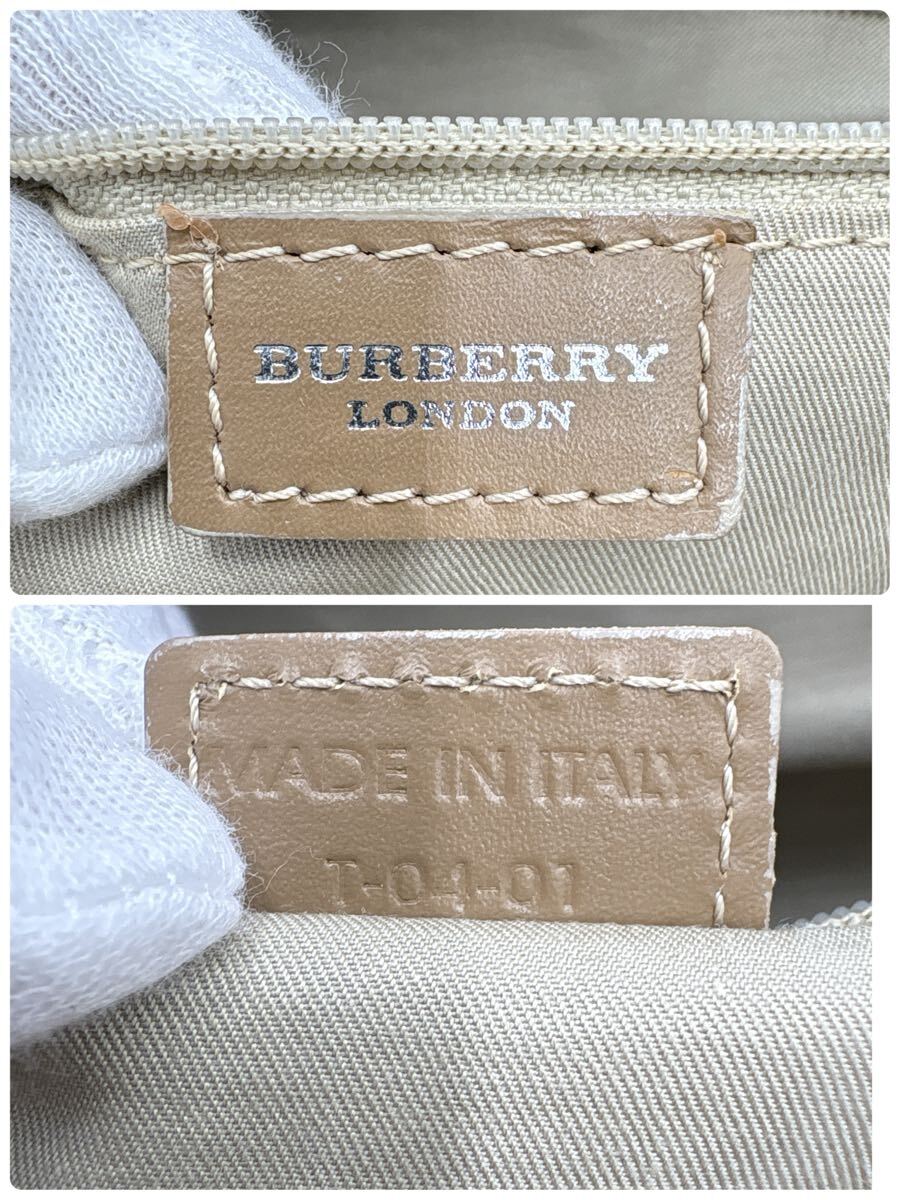 BURBERRY
LONDON
MADE IN ITALY
T-04-01